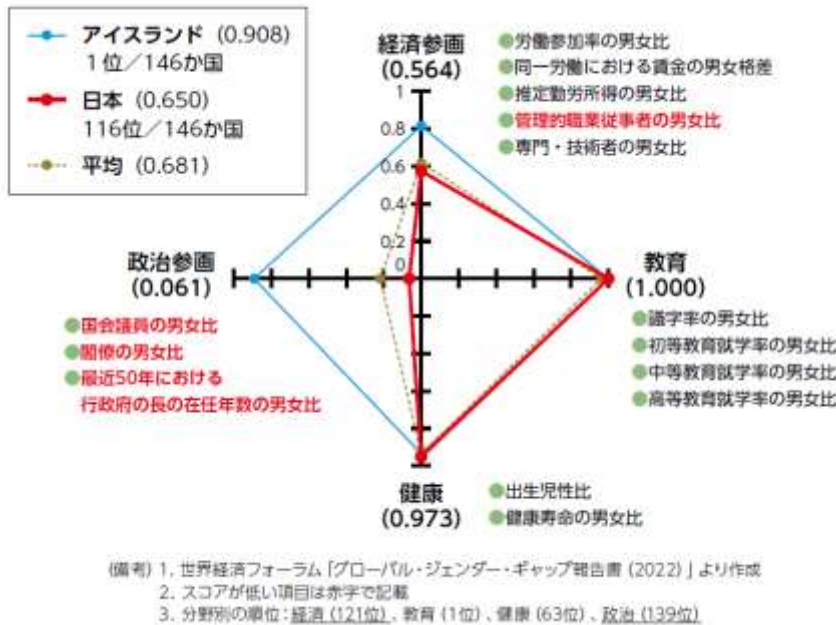 アイスランド (0.908)
1位／146か国
日本 (0.650)
116位／146か国
平均 (0.681)
経済参画
(0.564)
●労働参加率の男女比
●同一労働における賃金の男女格差
●推定勤労所得の男女比
●管理的職業従事者の男女比
●専門・技術者の男女比
1
0.8
0.6
0.4
0.2
0
政治参画
(0.061)
●国会議員の男女比
●閣僚の男女比
●最近50年における
行政府の長の在任年数の男女比
教育
(1.000)
●識字率の男女比
●初等教育就学率の男女比
●中等教育就学率の男女比
●高等教育就学率の男女比
健康
(0.973)
●出生児性比
●健康寿命の男女比
(備考) 1. 世界経済フォーラム「グローバル・ジェンダー・ギャップ報告書 (2022)」より作成
2. スコアが低い項目は赤字で記載
3. 分野別の順位：経済 (121位)、教育 (1位)、健康 (63位)、政治 (139位)